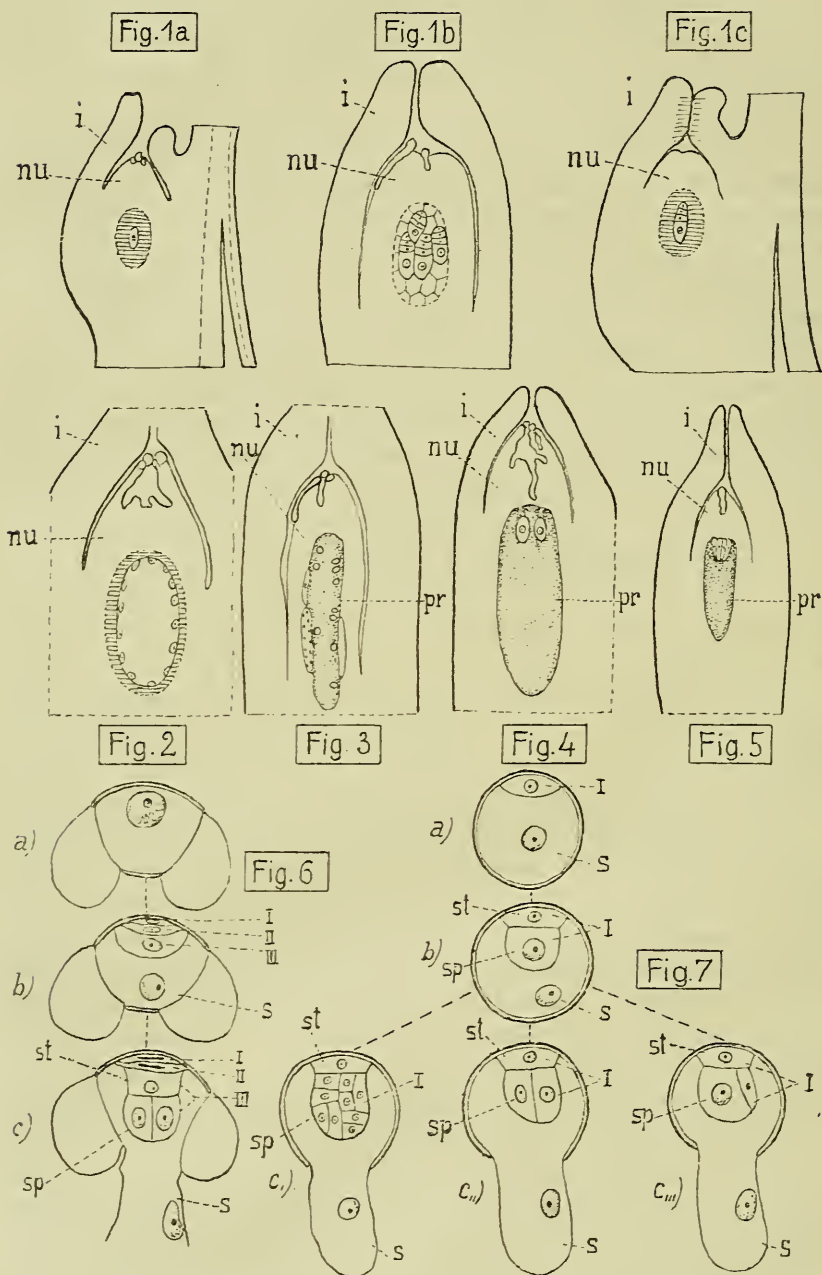 Fig.1a Fig.1b Fig.1c
i i i
nu nu nu
i nu i i i
nu nu nu
pr pr
Fig.2 Fig.3 Fig.4 Fig.5
a) Fig.6 I
II
III
b) S
st I
II
III
c) sp S
a) I
S
st I
b) sp S
Fig.7
st I
sp
c,) S
st I
sp
c,,) S
st I
sp
c,,,) S